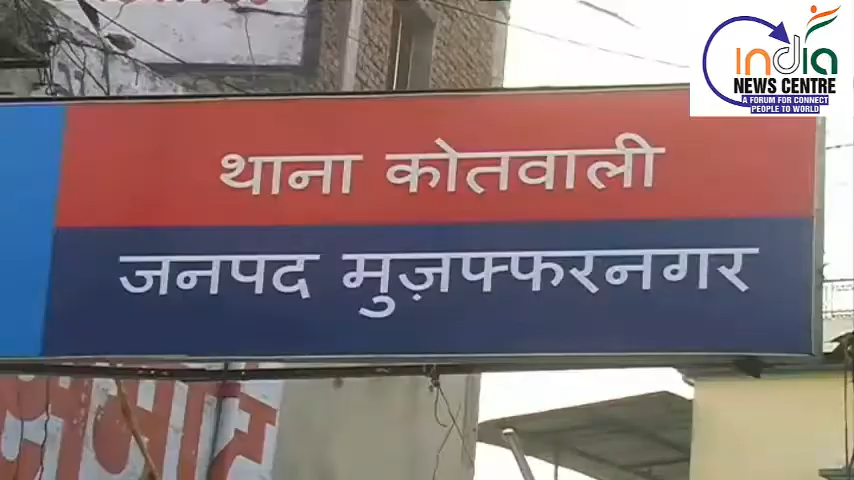 india
NEWS CENTRE
A FORUM FOR CONNECT
PEOPLE TO WORLD
थाना कोतवाली
जनपद मुज़फ्फरनगर